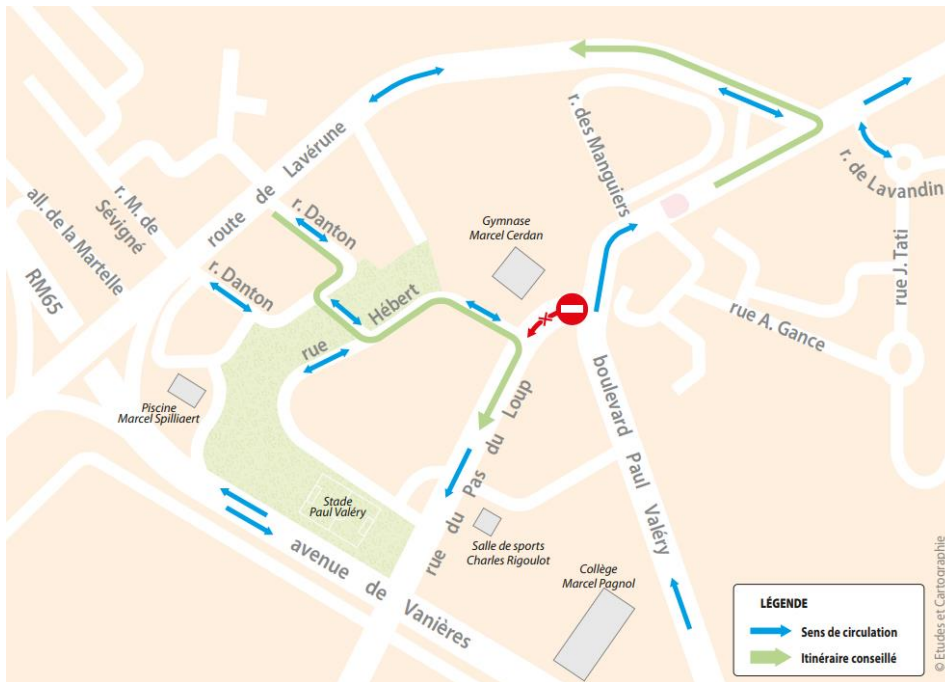 route de Lavérune
r. des Manguiers
r. de Lavandin
rue J. Tati
r. M. de
Sévigné
all. de la Martelle
RM65
r. Danton
r. Danton
Gymnase
Marcel Cerdan
rue Hébert
rue A. Gance
boulevard Paul Valéry
Piscine
Marcel Spilliaert
rue du Pas du Loup
Stade
Paul Valéry
avenue de Vanières
Salle de sports
Charles Rigoulot
Collège
Marcel Pagnol
LÉGENDE
Sens de circulation
Itinéraire conseillé
© Etudes et Cartographie